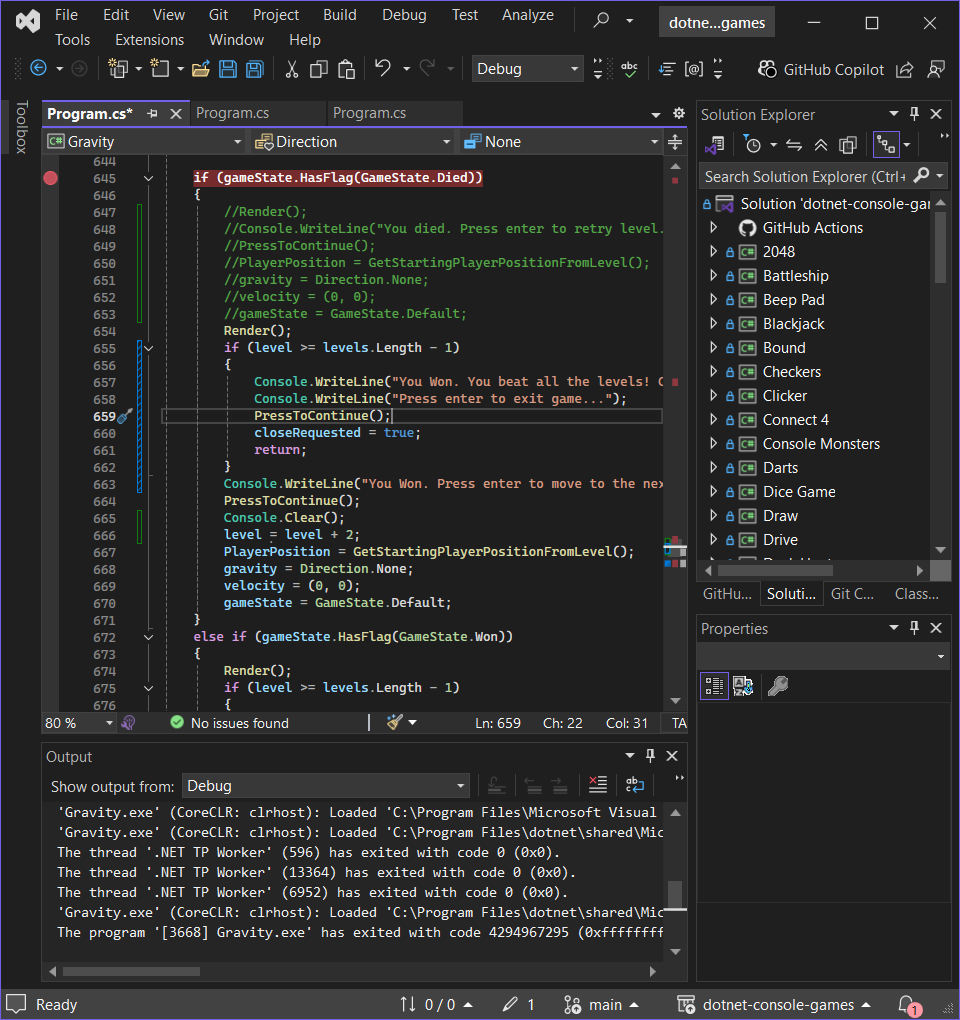 File Edit View Git Project Build Debug Test Analyze
Tools Extensions Window Help
dotne...games
Debug
abc
GitHub Copilot
Toolbox
Program.cs* Program.cs Program.cs
C# Gravity Direction None
644
645 if (gameState.HasFlag(GameState.Died))
646 {
647 //Render();
648 //Console.WriteLine("You died. Press enter to retry level.
649 //PressToContinue();
650 //PlayerPosition = GetStartingPlayerPositionFromLevel();
651 //gravity = Direction.None;
652 //velocity = (0, 0);
653 //gameState = GameState.Default;
654 Render();
655 if (level >= levels.Length - 1)
656 {
657 Console.WriteLine("You Won. You beat all the levels!
658 Console.WriteLine("Press enter to exit game...");
659 PressToContinue();
660 closeRequested = true;
661 return;
662 }
663 Console.WriteLine("You Won. Press enter to move to the nex
664 PressToContinue();
665 Console.Clear();
666 level = level + 2;
667 PlayerPosition = GetStartingPlayerPositionFromLevel();
668 gravity = Direction.None;
669 velocity = (0, 0);
670 gameState = GameState.Default;
671 }
672 else if (gameState.HasFlag(GameState.Won))
673 {
674 Render();
675 if (level >= levels.Length - 1)
676 {
80 % No issues found Ln: 659 Ch: 22 Col: 31 TA
Output
Show output from: Debug
'Gravity.exe' (CoreCLR: clrhost): Loaded 'C:\Program Files\Microsoft Visual
'Gravity.exe' (CoreCLR: clrhost): Loaded 'C:\Program Files\dotnet\shared\Mic
The thread '.NET TP Worker' (596) has exited with code 0 (0x0).
The thread '.NET TP Worker' (13364) has exited with code 0 (0x0).
The thread '.NET TP Worker' (6952) has exited with code 0 (0x0).
'Gravity.exe' (CoreCLR: clrhost): Loaded 'C:\Program Files\dotnet\shared\Mic
The program '[3668] Gravity.exe' has exited with code 4294967295 (0xffffffff
Solution Explorer
Search Solution Explorer (Ctrl+
Solution 'dotnet-console-gar
GitHub Actions
C# 2048
C# Battleship
C# Beep Pad
C# Blackjack
C# Bound
C# Checkers
C# Clicker
C# Connect 4
C# Console Monsters
C# Darts
C# Dice Game
C# Draw
C# Drive
GitHu... Soluti... Git C... Class...
Properties
Ready 0 / 0 1 main dotnet-console-games 1